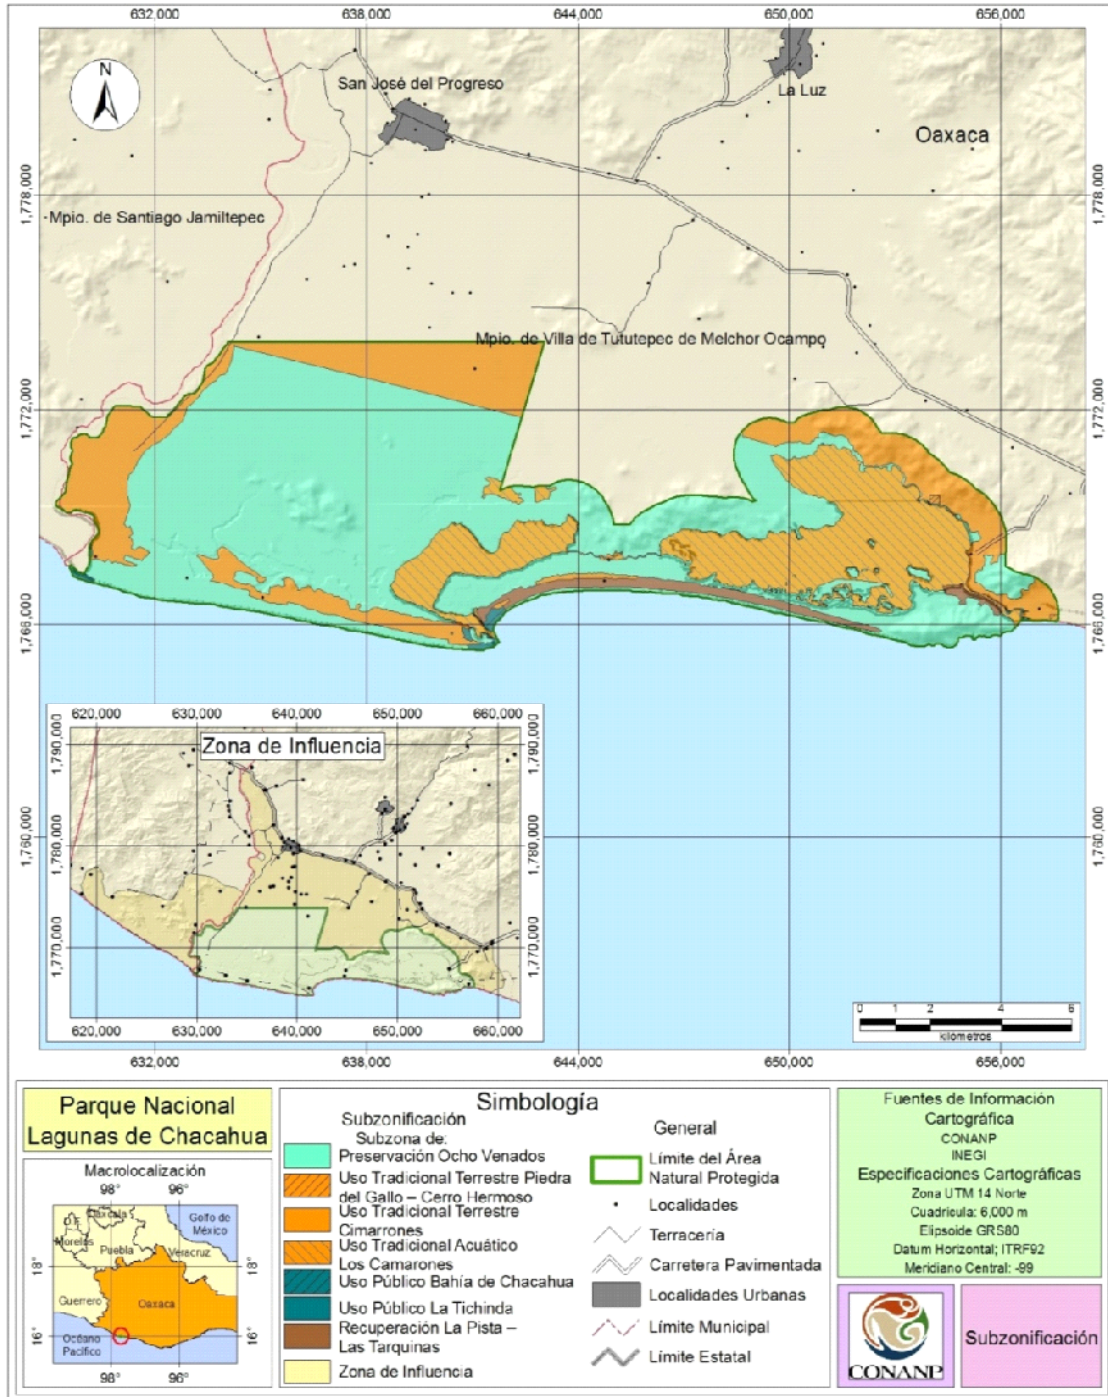 632,000 638,000 644,000 650,000 656,000
N
San José del Progreso
La Luz
Oaxaca
1,778,000 1,778,000
Mpio. de Santiago Jamiltepec
Mpio. de Villa de Tututepec de Melchor Ocampo
1,772,000 1,772,000
1,766,000 1,766,000
620,000 630,000 640,000 650,000 660,000
Zona de Influencia
1,790,000 1,790,000
1,780,000 1,780,000
1,770,000 1,770,000
620,000 630,000 640,000 650,000 660,000
1,760,000 1,760,000
0 1 2 4 6
kilómetros
632,000 638,000 644,000 650,000 656,000
Parque Nacional
Lagunas de Chacahua
Macrolocalización
98° 96°
D.F.
Tlaxcala
Morelos
Puebla
Veracruz
Golfo de
México
18° 18°
Guerrero
Oaxaca
16° 16°
Océano
Pacífico
98° 96°
Simbología
Subzonificación
Subzona de:
Preservación Ocho Venados
Uso Tradicional Terrestre Piedra
del Gallo – Cerro Hermoso
Uso Tradicional Terrestre
Cimarrones
Uso Tradicional Acuático
Los Camarones
Uso Público Bahía de Chacahua
Uso Público La Tichinda
Recuperación La Pista –
Las Tarquinas
Zona de Influencia
General
Límite del Área
Natural Protegida
Localidades
Terracería
Carretera Pavimentada
Localidades Urbanas
Límite Municipal
Límite Estatal
Fuentes de Información
Cartográfica
CONANP
INEGI
Especificaciones Cartográficas
Zona UTM 14 Norte
Cuadrícula: 6,000 m
Elipsoide GRS80
Datum Horizontal; ITRF92
Meridiano Central: -99
CONANP
Subzonificación